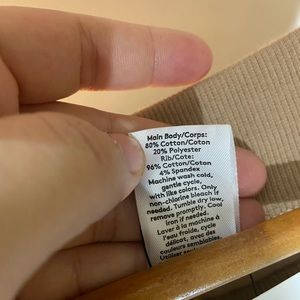 Main Body/Corps:
80% Cotton/Coton
20% Polyester
Rib/Cote:
96% Cotton/Coton
4% Spandex
Machine wash cold,
gentle cycle,
with like colors. Only
non-chlorine bleach if
needed. Tumble dry low,
remove promptly. Cool
iron if needed.
Laver à la machine à
l'eau froide, cycle
délicat, avec des
couleurs semblables.
Utiliser